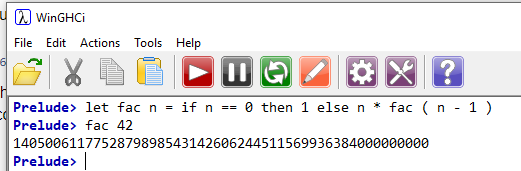 WinGHCi
File Edit Actions Tools Help
Prelude> let fac n = if n == 0 then 1 else n * fac ( n - 1 )
Prelude> fac 42
1405006117752879898543142606244511569936384000000000
Prelude>